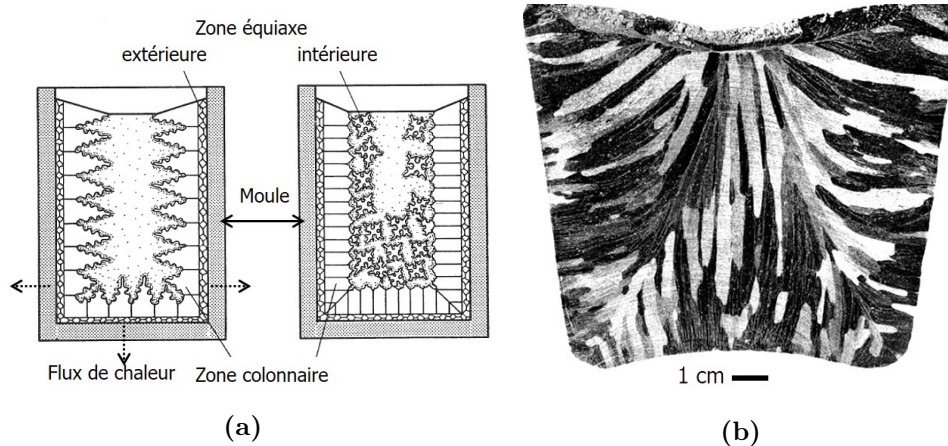 Zone équiaxe
extérieure
intérieure
Moule
Flux de chaleur
Zone colonnaire
1 cm
(a)
(b)